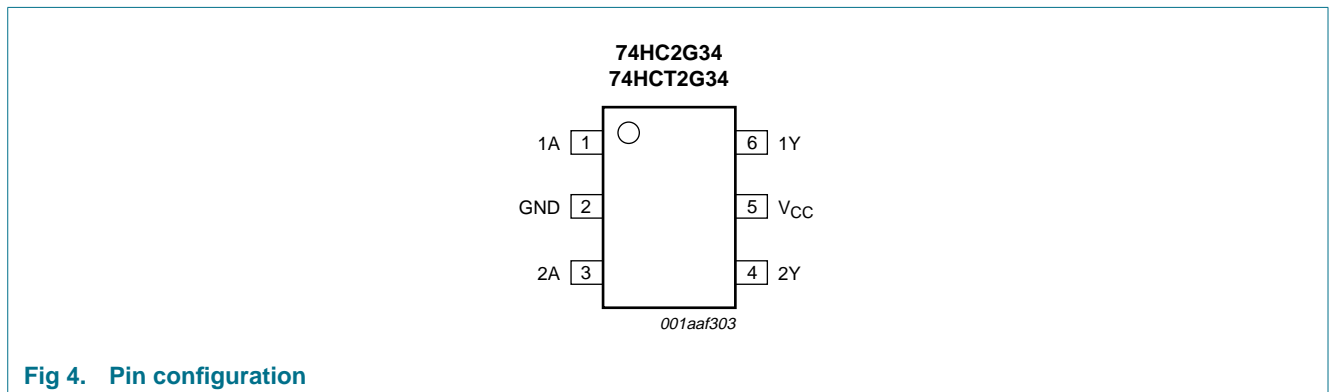 74HC2G34
74HCT2G34
1A 1 6 1Y
GND 2 5 VCC
2A 3 4 2Y
001aaf303
Fig 4. Pin configuration